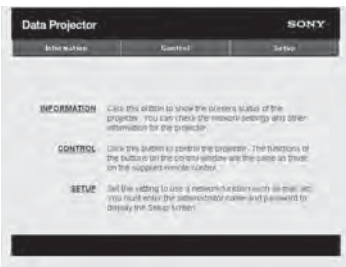 Data Projector SONY
Information Control Setup
INFORMATION Click this button to show the present status of the
projector. You can check the network settings and other
information for the projector.
CONTROL Click this button to control the projector. The functions of
the buttons on the control window are the same as those
on the supplied remote control.
SETUP Set the setting to use a network function such as mail, etc.
You must enter the administrator name and password to
display the Setup screen.